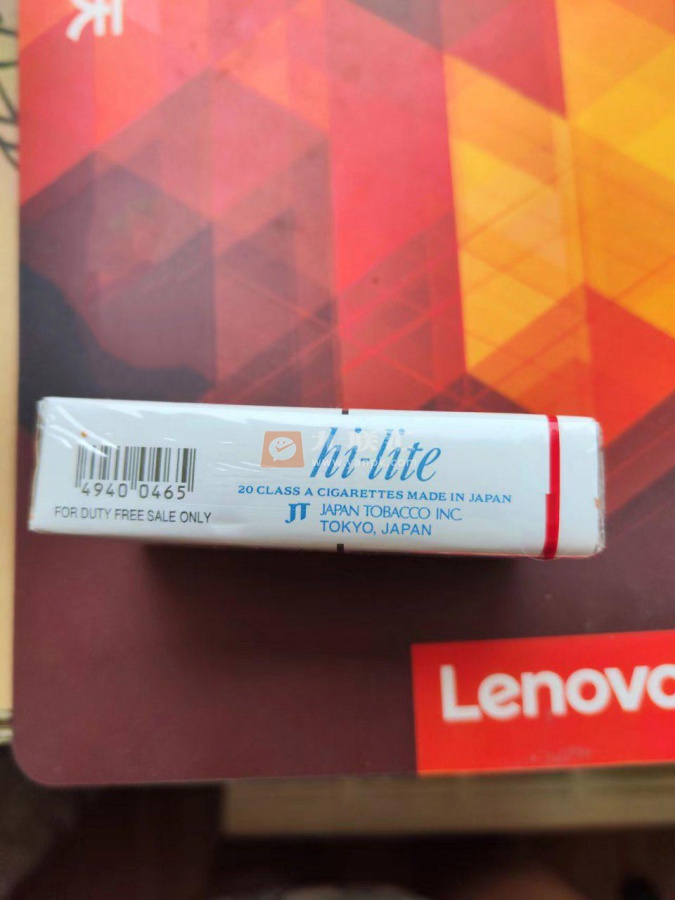 hi-lite
20 CLASS A CIGARETTES MADE IN JAPAN
JT JAPAN TOBACCO INC.
TOKYO, JAPAN
4940 0465
FOR DUTY FREE SALE ONLY
Lenovo